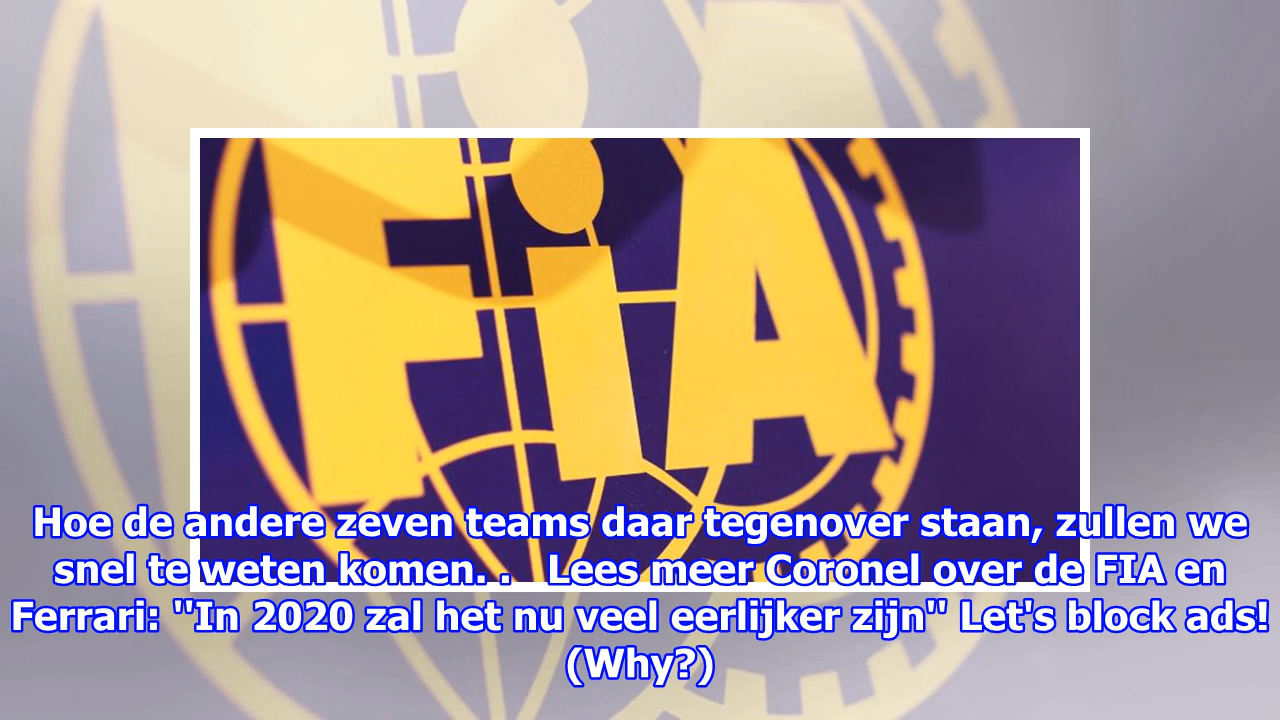 FiA
Hoe de andere zeven teams daar tegenover staan, zullen we
snel te weten komen. .   Lees meer Coronel over de FIA en
Ferrari: "In 2020 zal het nu veel eerlijker zijn" Let's block ads!
(Why?)